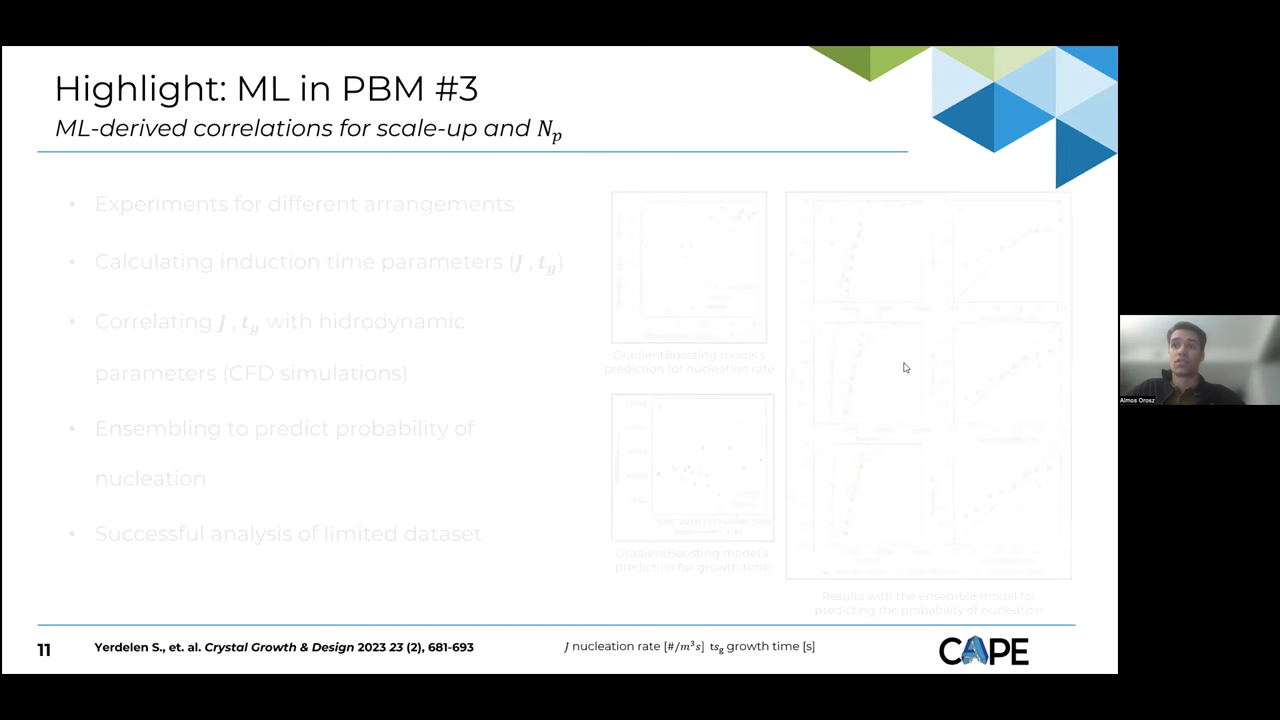 Highlight: ML in PBM #3
ML-derived correlations for scale-up and Np
• Experiments for different arrangements
• Calculating induction time parameters (J , tg)
• Correlating J , tg with hidrodynamic
parameters (CFD simulations)
• Ensembling to predict probability of
nucleation
• Successful analysis of limited dataset
GradientBoosting model's
prediction for nucleation rate
GradientBoosting model's
prediction for growth time
Results with the ensemble model for
predicting the probability of nucleation
11
Yerdelen S., et. al. Crystal Growth & Design 2023 23 (2), 681-693
J nucleation rate [#/m³s] tsg growth time [s]
CAPE
Almos Orosz